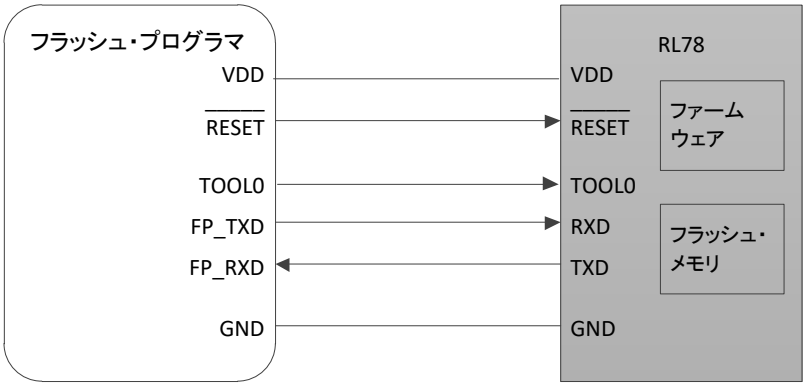 フラッシュ・プログラマ
VDD
RESET
TOOL0
FP_TXD
FP_RXD
GND
RL78
VDD
RESET
TOOL0
RXD
TXD
GND
ファーム
ウェア
フラッシュ・
メモリ